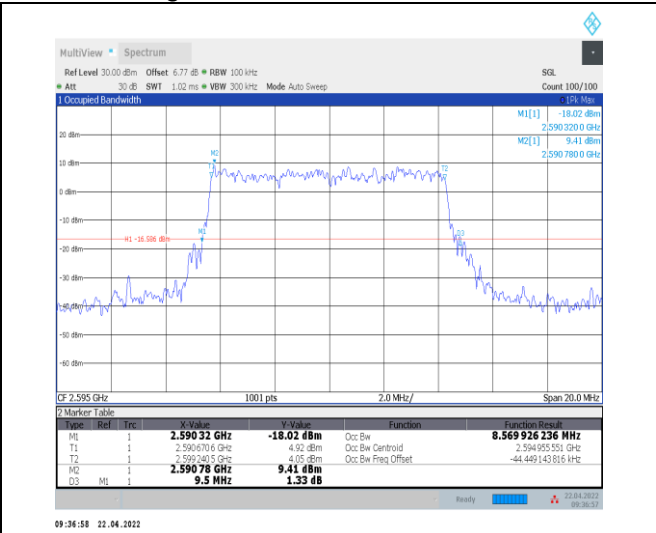 MultiView Spectrum
Ref Level 30.00 dBm Offset 6.77 dB RBW 100 kHz SGL
Att 30 dB SWT 1.02 ms VBW 300 kHz Mode Auto Sweep Count 100/100
1 Occupied Bandwidth 1Pk Max
M1[1] -18.02 dBm
2.590 320 0 GHz
M2[1] 9.41 dBm
2.590 780 0 GHz
20 dBm
M2
10 dBm
T1 T2
0 dBm
-10 dBm
M1 D3
H1 -16.586 dBm
-20 dBm
-30 dBm
-40 dBm
-50 dBm
-60 dBm
CF 2.595 GHz 1001 pts 2.0 MHz/ Span 20.0 MHz
2 Marker Table
Type Ref Trc X-Value Y-Value Function Function Result
M1 1 2.590 32 GHz -18.02 dBm Occ Bw 8.569 926 236 MHz
T1 1 2.590 670 6 GHz 4.92 dBm Occ Bw Centroid 2.594 955 551 GHz
T2 1 2.599 240 5 GHz 4.05 dBm Occ Bw Freq Offset -44.449 143 816 kHz
M2 1 2.590 78 GHz 9.41 dBm
D3 M1 1 9.5 MHz 1.33 dB
Ready 22.04.2022
09:36:57
09:36:58 22.04.2022